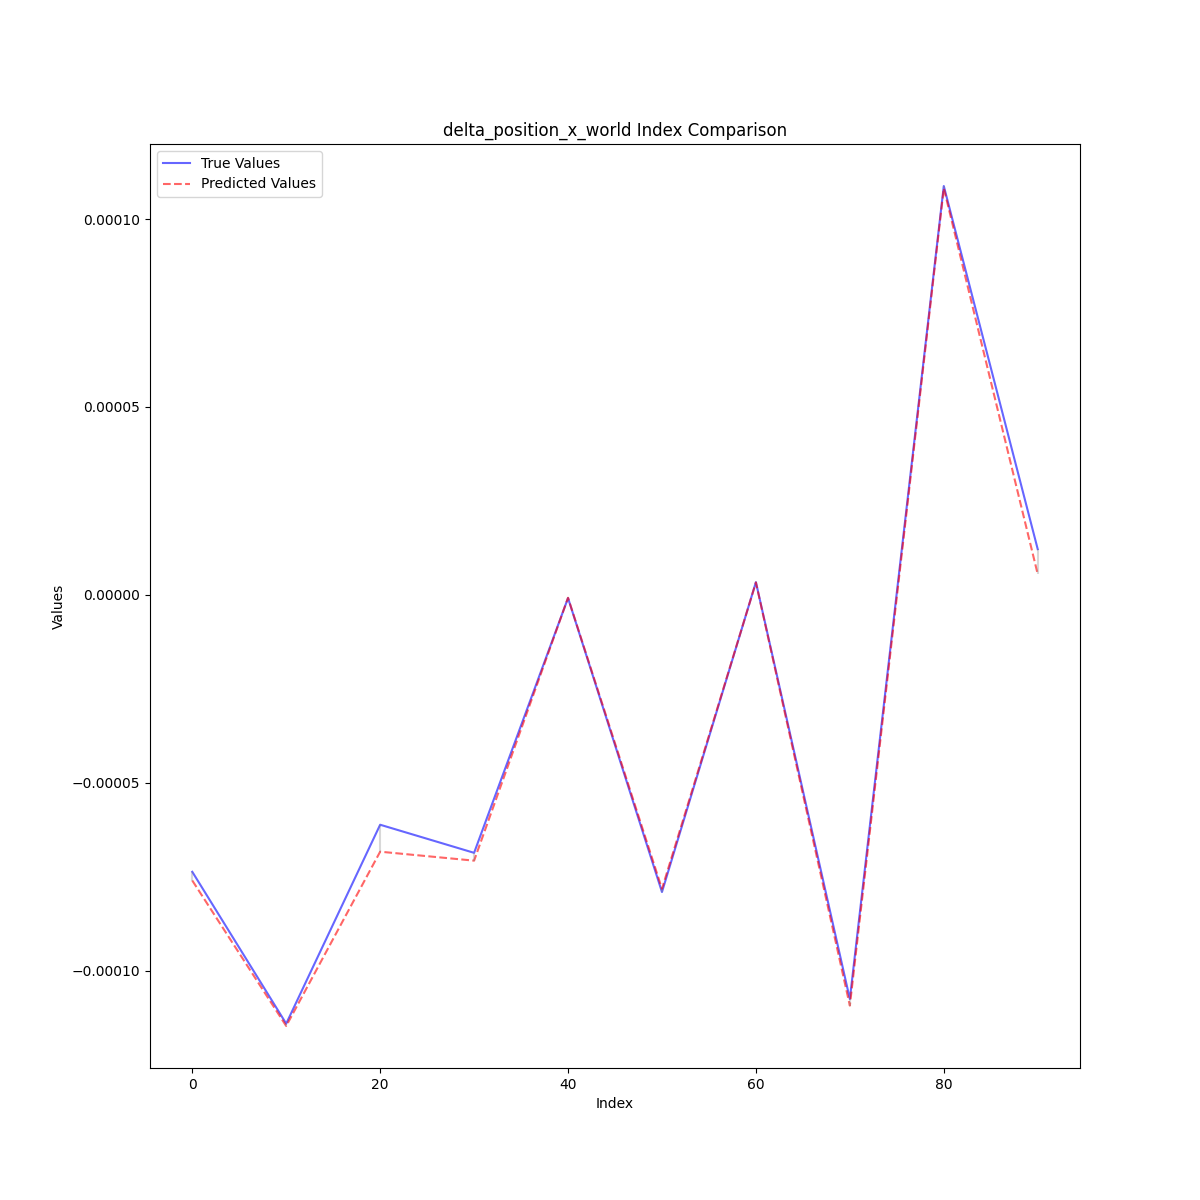 delta_position_x_world Index Comparison
True Values
Predicted Values
0.00010
0.00005
0.00000
−0.00005
−0.00010
Values
0 20 40 60 80
Index